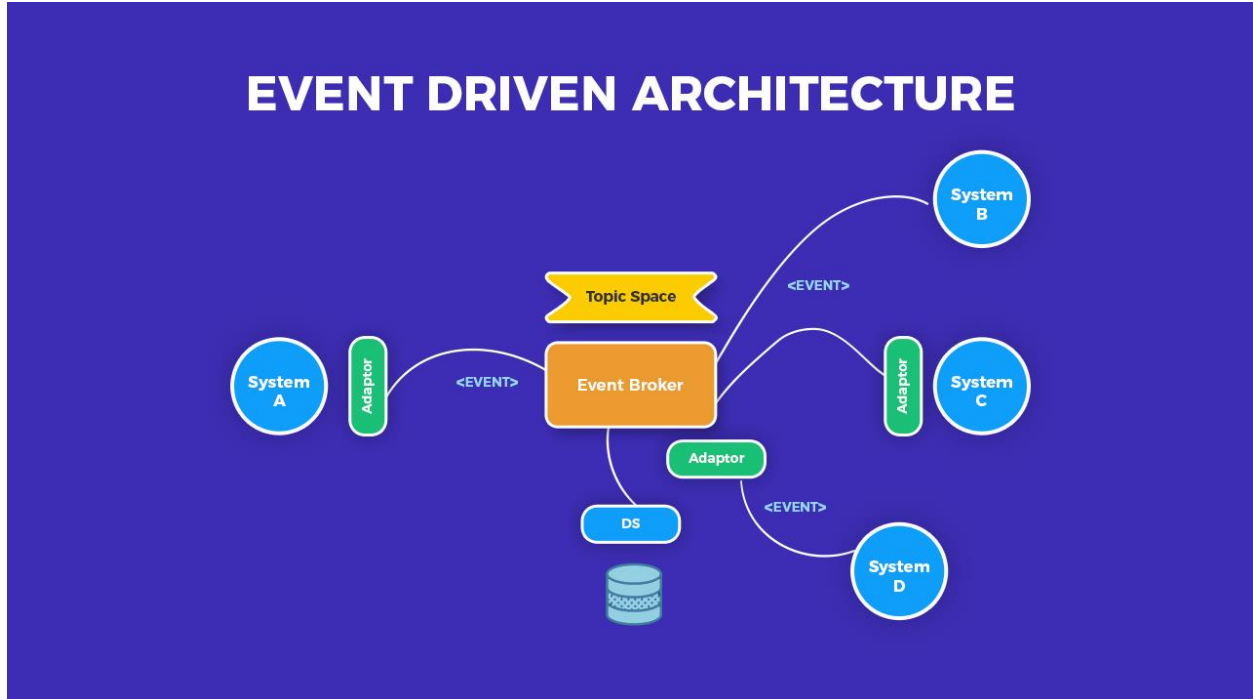 EVENT DRIVEN ARCHITECTURE
System
B
<EVENT>
Topic Space
System
A
Adaptor
<EVENT>
Event Broker
Adaptor
System
C
Adaptor
<EVENT>
DS
System
D